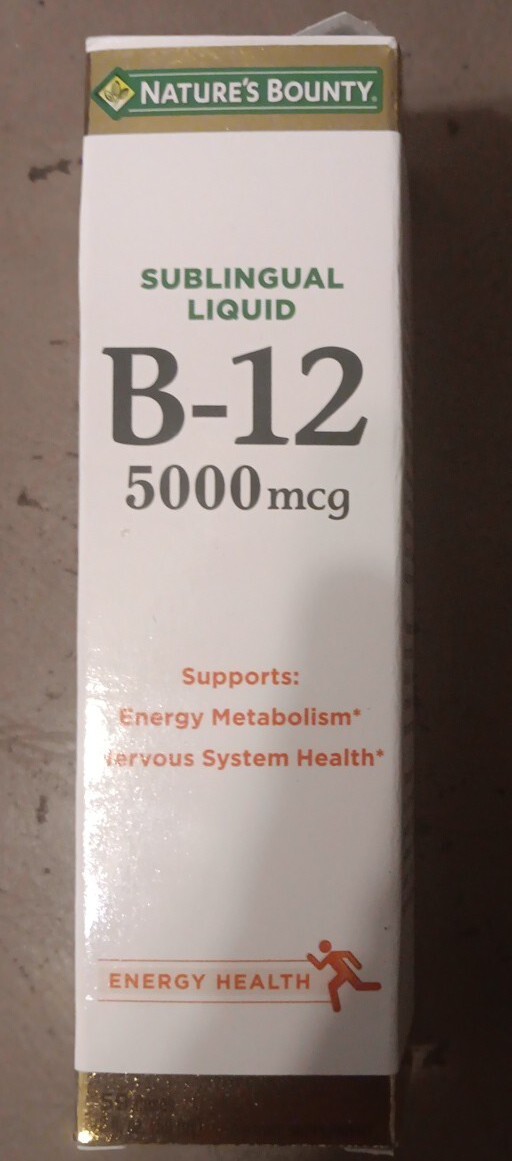 NATURE'S BOUNTY®
SUBLINGUAL
LIQUID
B-12
5000 mcg
Supports:
Energy Metabolism*
Nervous System Health*
ENERGY HEALTH